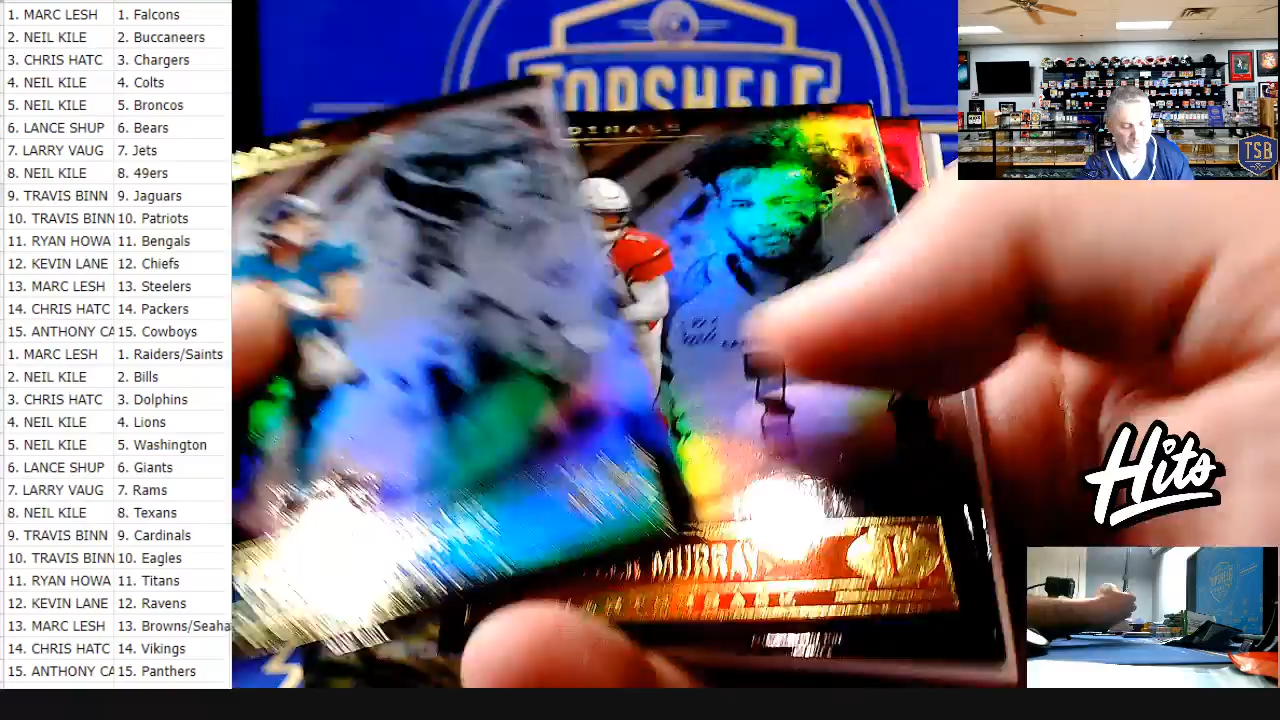 1. MARC LESH 1. Falcons
2. NEIL KILE 2. Buccaneers
3. CHRIS HATC 3. Chargers
4. NEIL KILE 4. Colts
5. NEIL KILE 5. Broncos
6. LANCE SHUP 6. Bears
7. LARRY VAUG 7. Jets
8. NEIL KILE 8. 49ers
9. TRAVIS BINN 9. Jaguars
10. TRAVIS BINN 10. Patriots
11. RYAN HOWA 11. Bengals
12. KEVIN LANE 12. Chiefs
13. MARC LESH 13. Steelers
14. CHRIS HATC 14. Packers
15. ANTHONY CA 15. Cowboys
1. MARC LESH 1. Raiders/Saints
2. NEIL KILE 2. Bills
3. CHRIS HATC 3. Dolphins
4. NEIL KILE 4. Lions
5. NEIL KILE 5. Washington
6. LANCE SHUP 6. Giants
7. LARRY VAUG 7. Rams
8. NEIL KILE 8. Texans
9. TRAVIS BINN 9. Cardinals
10. TRAVIS BINN 10. Eagles
11. RYAN HOWA 11. Titans
12. KEVIN LANE 12. Ravens
13. MARC LESH 13. Browns/Seaha
14. CHRIS HATC 14. Vikings
15. ANTHONY CA 15. Panthers
TOPSHELF
MURRAY
TSB
Hits
TOPSHELF